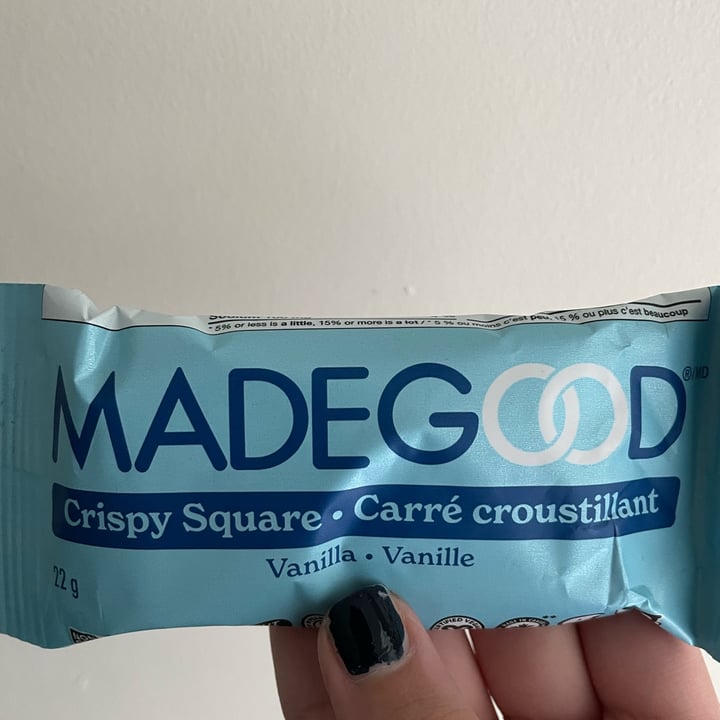 * 5% or less is a little, 15% or more is a lot / * 5 % ou moins c'est peu, 15 % ou plus c'est beaucoup
MADEGOOD®/MD
Crispy Square • Carré croustillant
Vanilla • Vanille
22 g